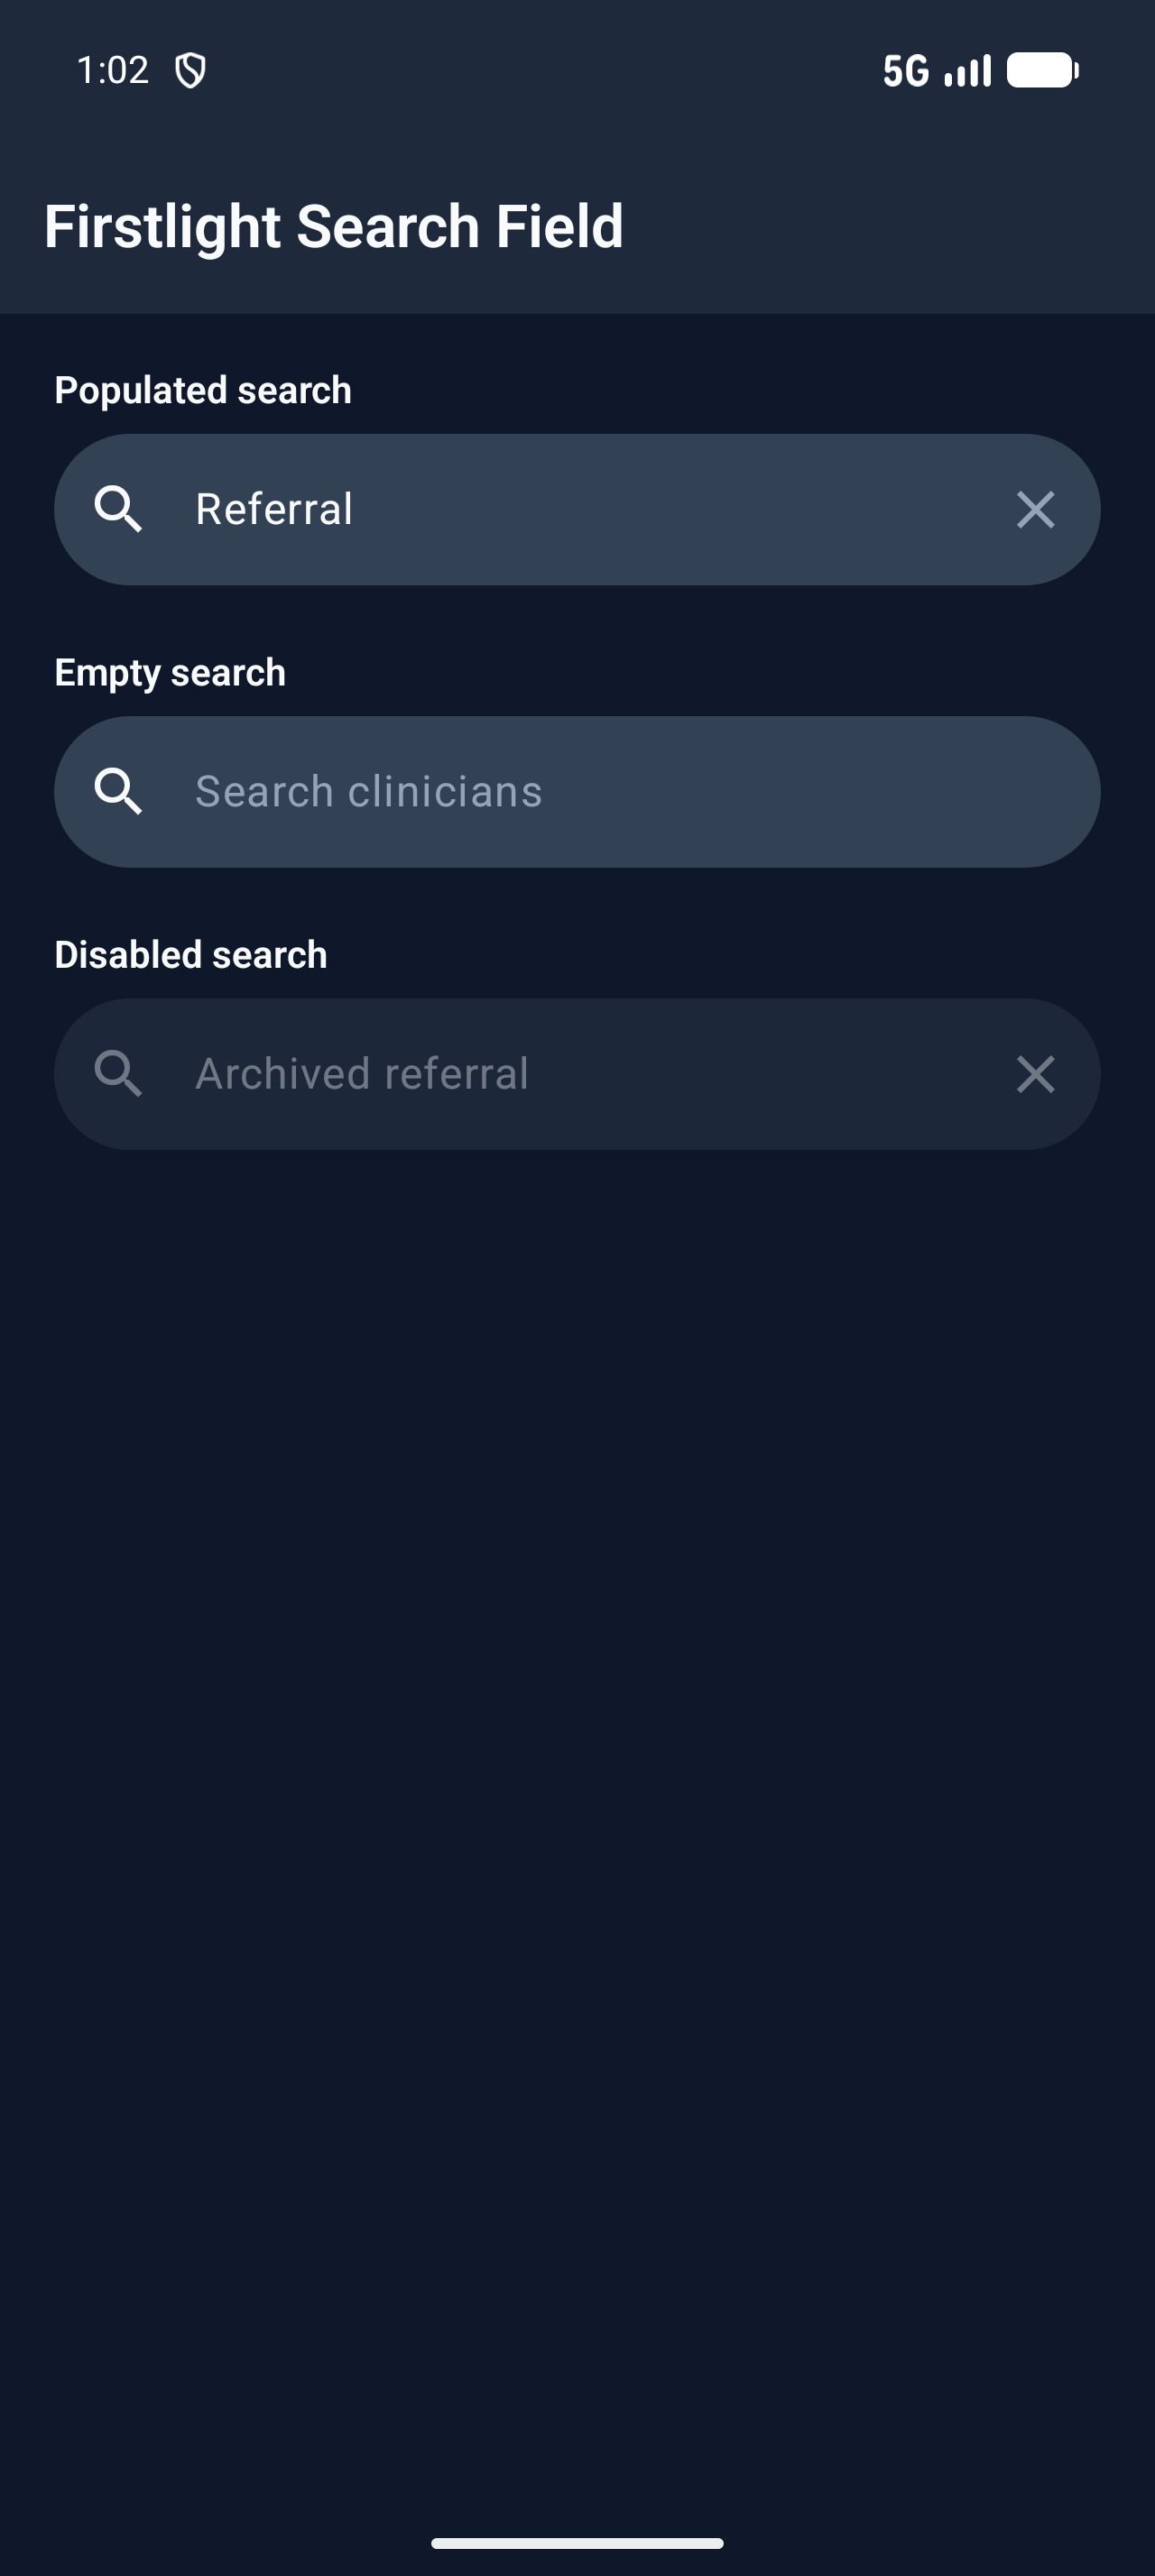 1:02 5G
Firstlight Search Field
Populated search
Referral
Empty search
Search clinicians
Disabled search
Archived referral